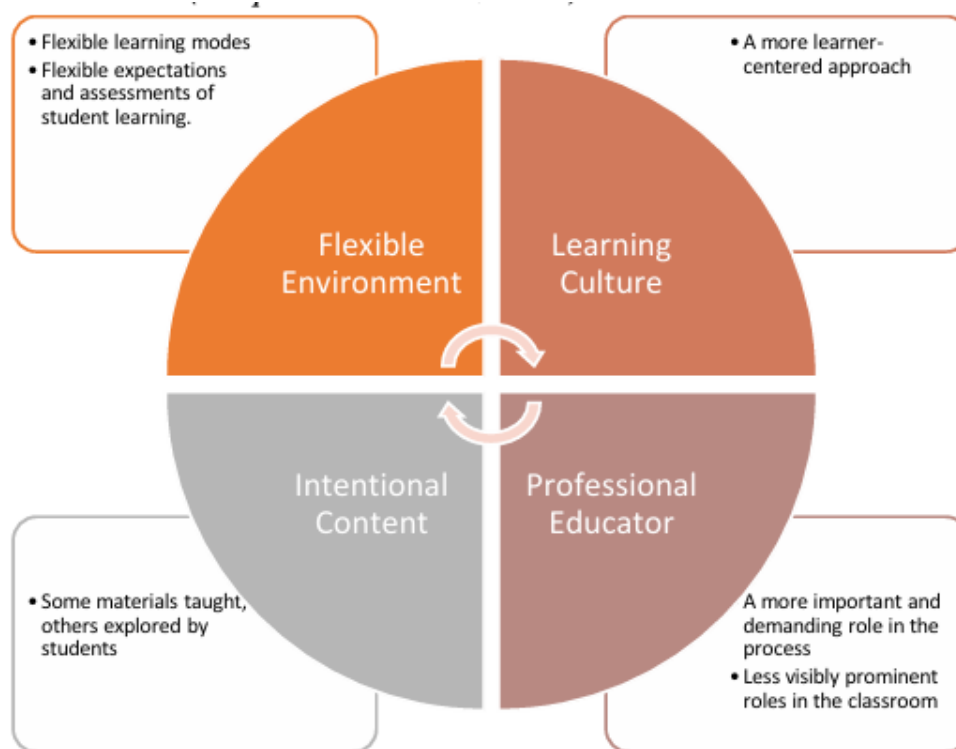 • Flexible learning modes
• Flexible expectations
and assessments of
student learning.
• A more learner-
centered approach
Flexible
Environment
Learning
Culture
Intentional
Content
Professional
Educator
• Some materials taught,
others explored by
students
A more important and
demanding role in the
process
• Less visibly prominent
roles in the classroom